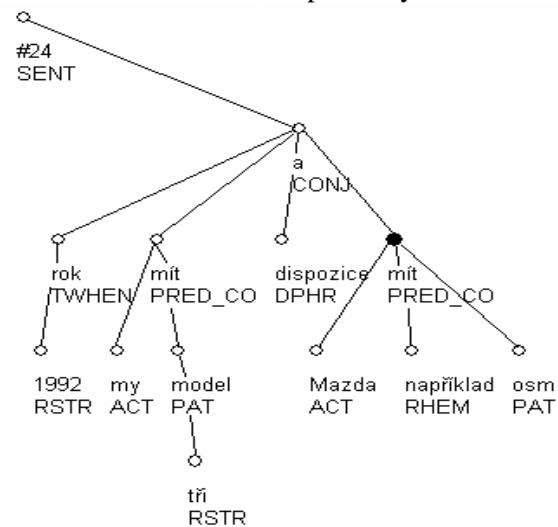 #24
SENT
a
CONJ
rok
TWHEN
mít
PRED_CO
dispozice
DPHR
mít
PRED_CO
1992
RSTR
my
ACT
model
PAT
Mazda
ACT
například
RHEM
osm
PAT
tři
RSTR